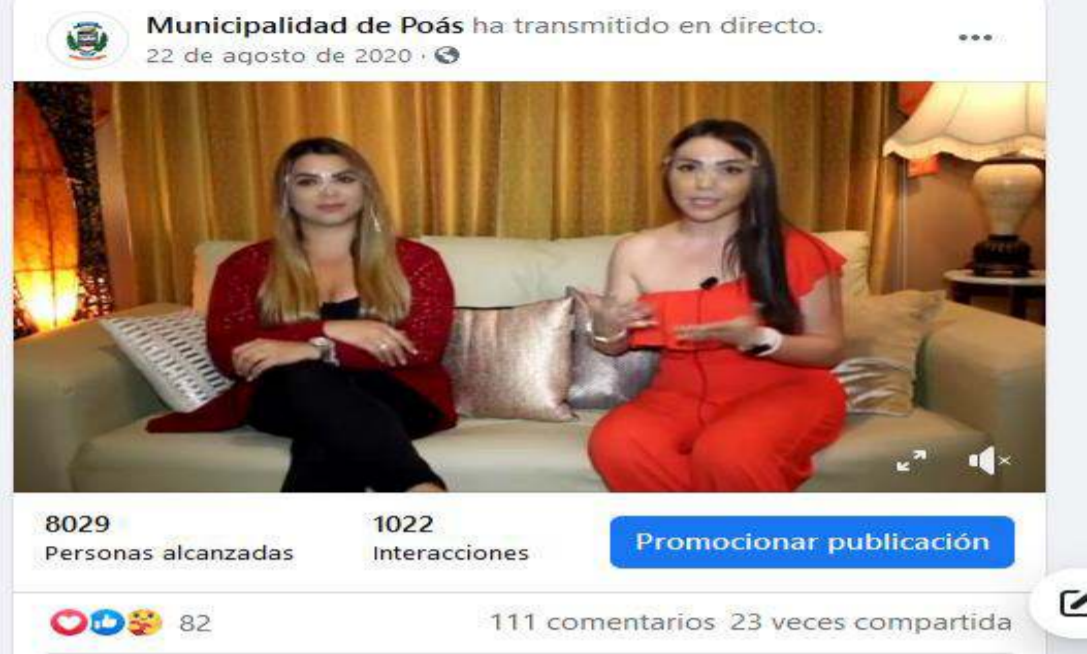 Municipalidad de Poás ha transmitido en directo.
22 de agosto de 2020 ·
8029
Personas alcanzadas
1022
Interacciones
Promocionar publicación
82
111 comentarios 23 veces compartida